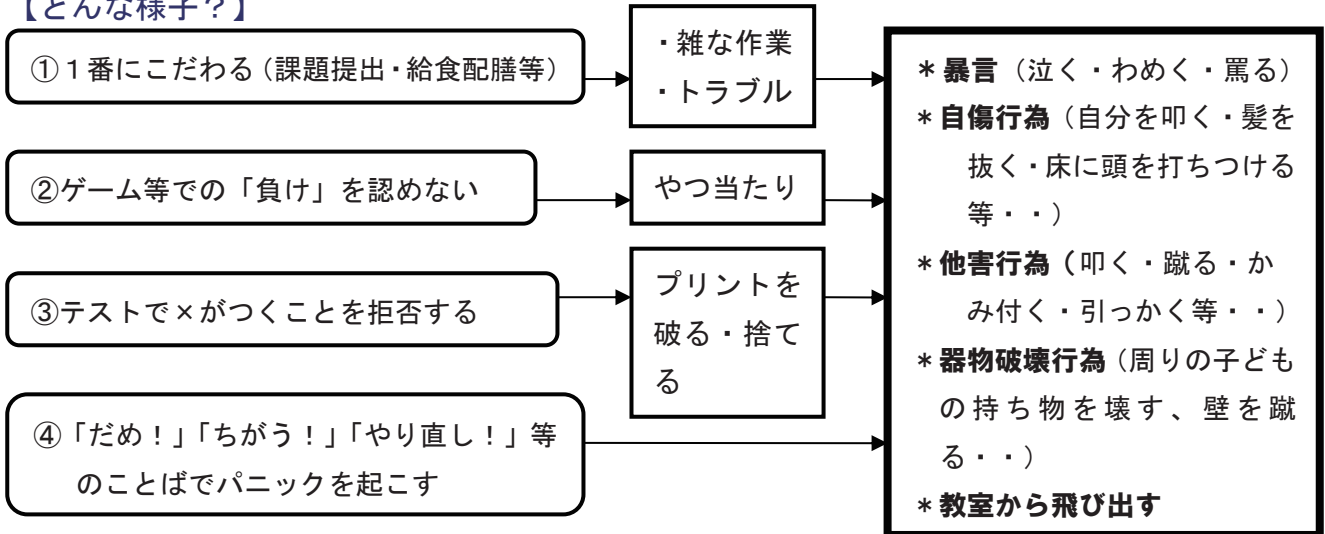 【どんな様子？】
①１番にこだわる（課題提出・給食配膳等）
・雑な作業
・トラブル
②ゲーム等での「負け」を認めない
やつ当たり
③テストで×がつくことを拒否する
プリントを
破る・捨て
る
④「だめ！」「ちがう！」「やり直し！」等
のことばでパニックを起こす
＊暴言（泣く・わめく・罵る）
＊自傷行為（自分を叩く・髪を
抜く・床に頭を打ちつける
等・・）
＊他害行為（叩く・蹴る・か
み付く・引っかく等・・）
＊器物破壊行為（周りの子ども
の持ち物を壊す、壁を蹴
る・・）
＊教室から飛び出す